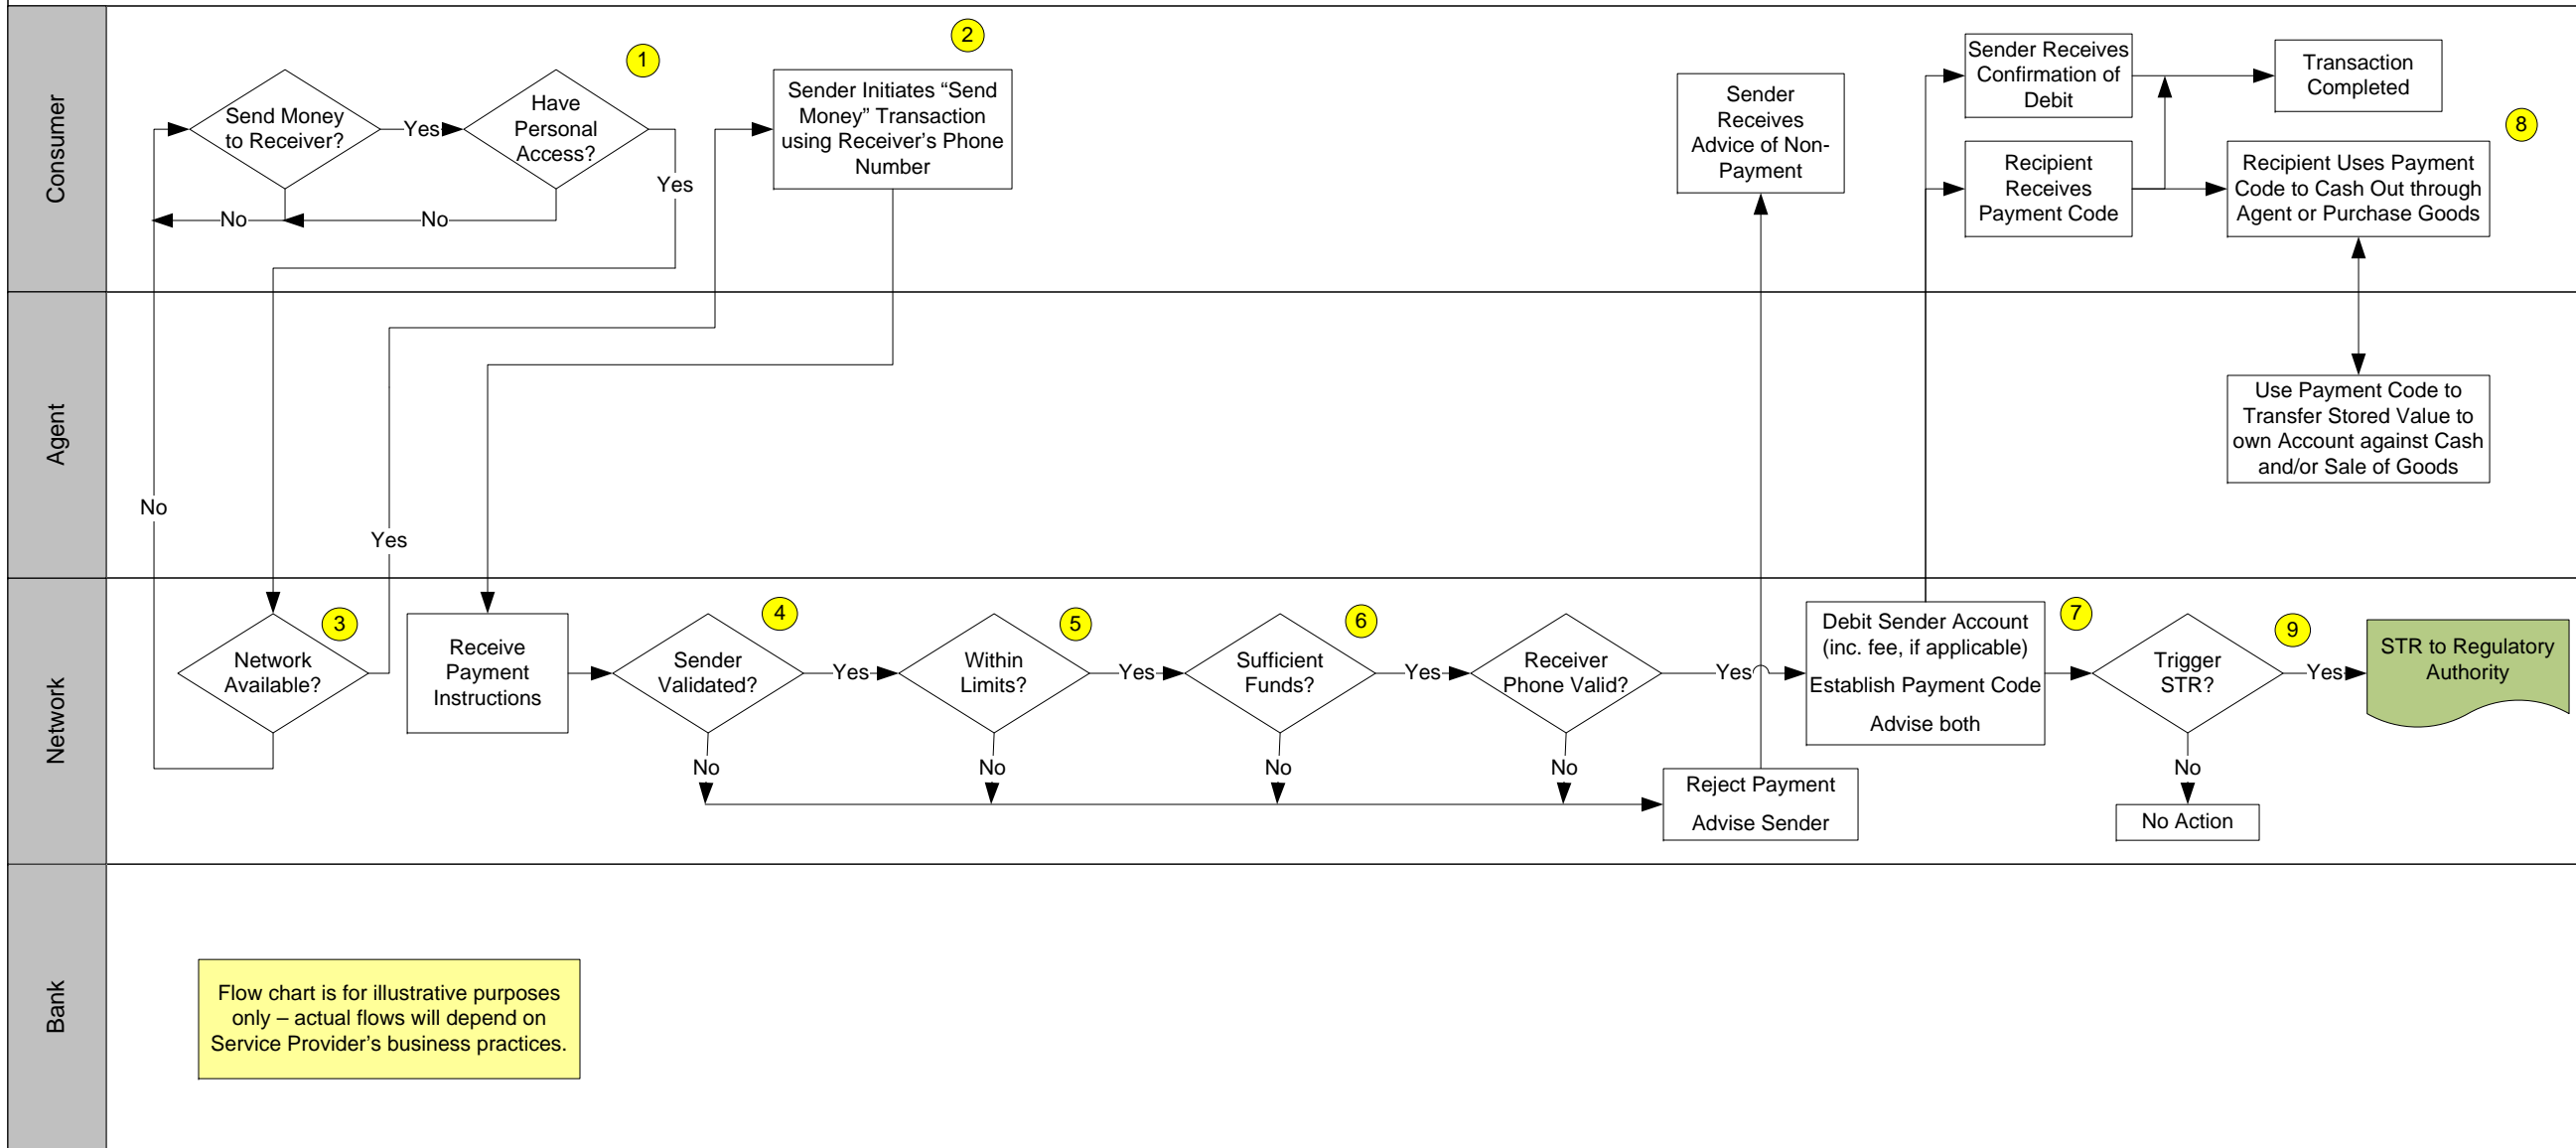 Consumer
1
2
Send Money
to Receiver?
Yes
Have
Personal
Access?
Yes
No
No
Sender Initiates “Send
Money” Transaction
using Receiver’s Phone
Number
Sender
Receives
Advice of Non-
Payment
Sender Receives
Confirmation of
Debit
Transaction
Completed
8
Recipient
Receives
Payment Code
Recipient Uses Payment
Code to Cash Out through
Agent or Purchase Goods
Agent
No
Yes
Use Payment Code to
Transfer Stored Value to
own Account against Cash
and/or Sale of Goods
Network
3
Network
Available?
Receive
Payment
Instructions
4
Sender
Validated?
Yes
No
5
Within
Limits?
Yes
No
6
Sufficient
Funds?
Yes
No
Receiver
Phone Valid?
Yes
No
Reject Payment
Advise Sender
7
Debit Sender Account
(inc. fee, if applicable)
Establish Payment Code
Advise both
9
Trigger
STR?
Yes
No
No Action
STR to Regulatory
Authority
Bank
Flow chart is for illustrative purposes
only – actual flows will depend on
Service Provider’s business practices.